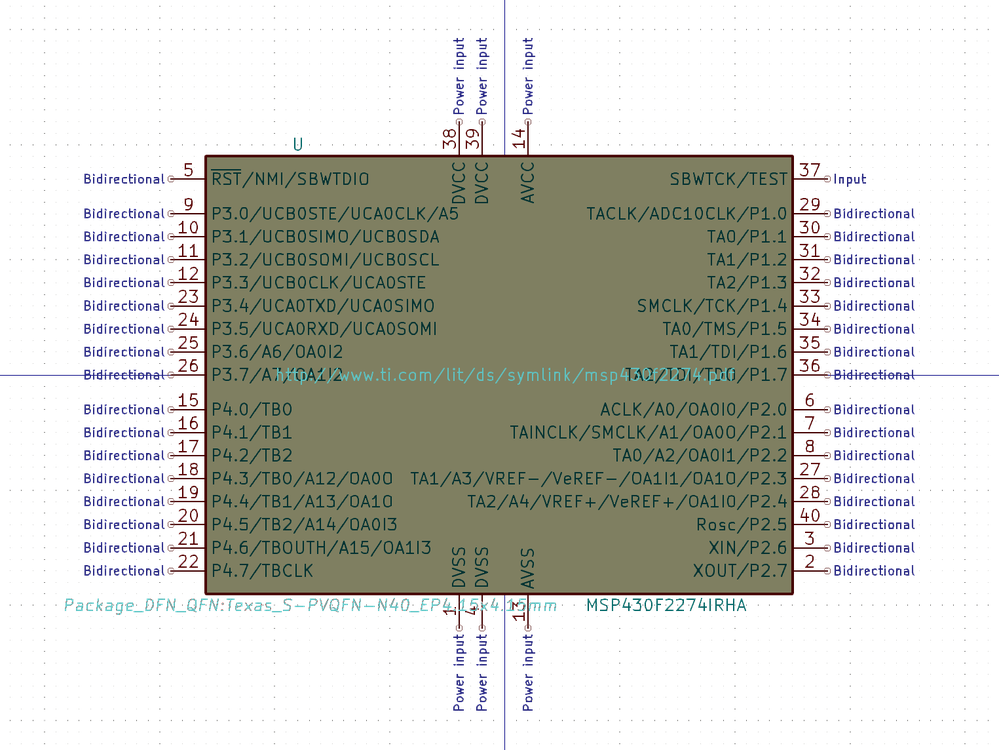 Power input Power input Power input
38 39 14
U
DVCC DVCC AVCC
Bidirectional 5 RST/NMI/SBWTDIO SBWTCK/TEST 37 Input
Bidirectional 9 P3.0/UCB0STE/UCA0CLK/A5 TACLK/ADC10CLK/P1.0 29 Bidirectional
Bidirectional 10 P3.1/UCB0SIMO/UCB0SDA TA0/P1.1 30 Bidirectional
Bidirectional 11 P3.2/UCB0SOMI/UCB0SCL TA1/P1.2 31 Bidirectional
Bidirectional 12 P3.3/UCB0CLK/UCA0STE TA2/P1.3 32 Bidirectional
Bidirectional 23 P3.4/UCA0TXD/UCA0SIMO SMCLK/TCK/P1.4 33 Bidirectional
Bidirectional 24 P3.5/UCA0RXD/UCA0SOMI TA0/TMS/P1.5 34 Bidirectional
Bidirectional 25 P3.6/A6/OA0I2 TA1/TDI/P1.6 35 Bidirectional
Bidirectional 26 P3.7/A7/OA1I2 http://www.ti.com/lit/ds/symlink/msp430f2274.pdf TA2/TDI/TDO/P1.7 36 Bidirectional
Bidirectional 15 P4.0/TB0 ACLK/A0/OA0I0/P2.0 6 Bidirectional
Bidirectional 16 P4.1/TB1 TAINCLK/SMCLK/A1/OA0O/P2.1 7 Bidirectional
Bidirectional 17 P4.2/TB2 TA0/A2/OA0I1/P2.2 8 Bidirectional
Bidirectional 18 P4.3/TB0/A12/OA0O TA1/A3/VREF-/VeREF-/OA1I1/OA1O/P2.3 27 Bidirectional
Bidirectional 19 P4.4/TB1/A13/OA1O TA2/A4/VREF+/VeREF+/OA1I0/P2.4 28 Bidirectional
Bidirectional 20 P4.5/TB2/A14/OA0I3 Rosc/P2.5 40 Bidirectional
Bidirectional 21 P4.6/TBOUTH/A15/OA1I3 XIN/P2.6 3 Bidirectional
Bidirectional 22 P4.7/TBCLK XOUT/P2.7 2 Bidirectional
DVSS DVSS AVSS
Package_DFN_QFN:Texas_S-PVQFN-N40_EP4.15x4.15mm MSP430F2274IRHA
1 4 13
Power input Power input Power input